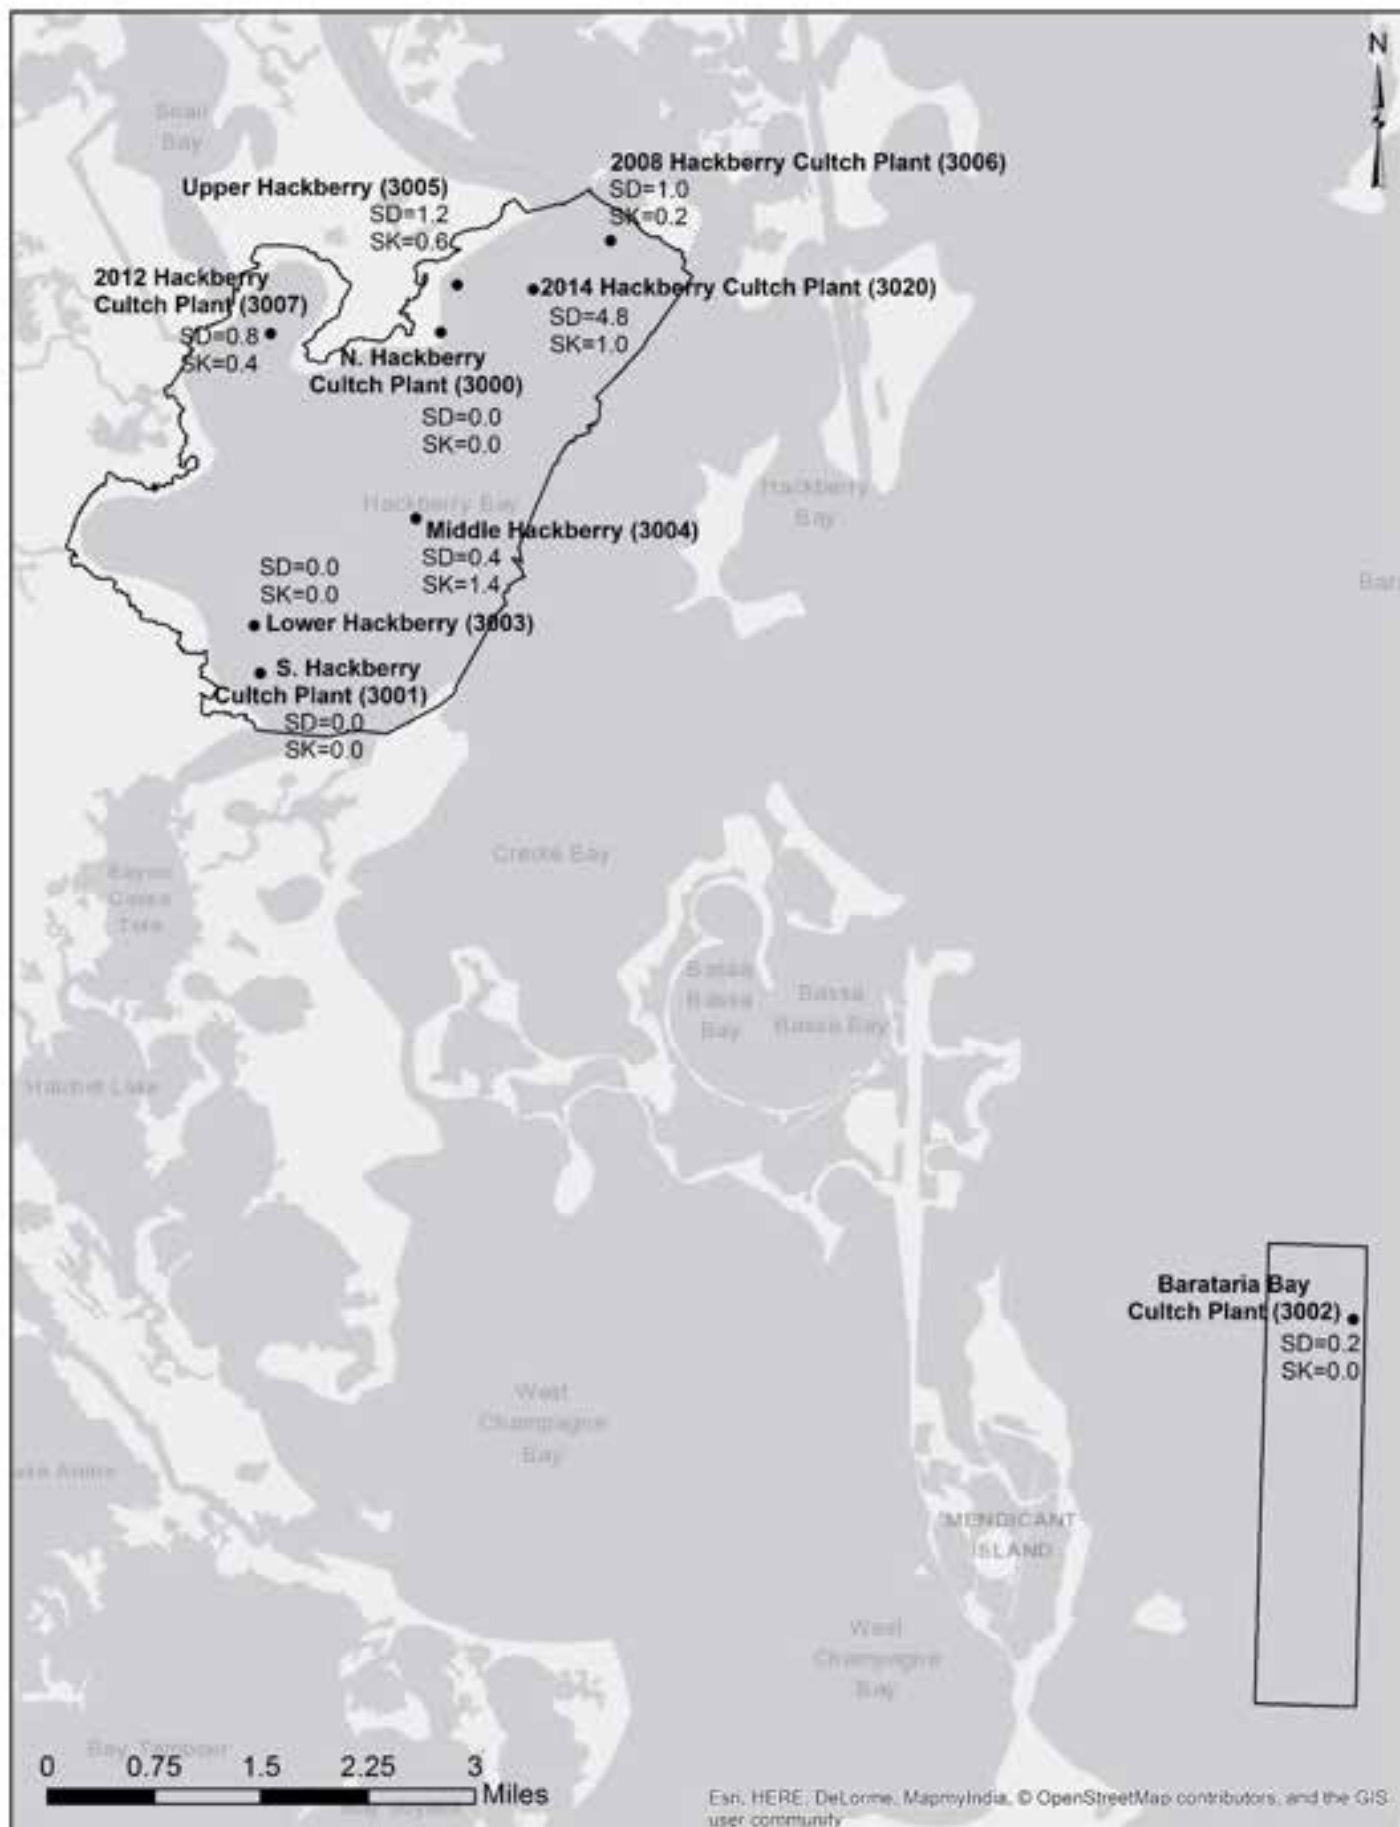 N
Bay
2008 Hackberry Cultch Plant (3006)
SD=1.0
SK=0.2
Upper Hackberry (3005)
SD=1.2
SK=0.6
2012 Hackberry
Cultch Plant (3007)
SD=0.8
SK=0.4
2014 Hackberry Cultch Plant (3020)
SD=4.8
SK=1.0
N. Hackberry
Cultch Plant (3000)
SD=0.0
SK=0.0
Hackberry Bay
Hackberry
Bay
Middle Hackberry (3004)
SD=0.4
SK=1.4
SD=0.0
SK=0.0
Lower Hackberry (3003)
S. Hackberry
Cultch Plant (3001)
SD=0.0
SK=0.0
Creole Bay
Bassa
Bassa
Bay
Bassa
Bassa Bay
Hatchet Lake
Barataria Bay
Cultch Plant (3002)
SD=0.2
SK=0.0
West
Champagne
Bay
MENDICANT
ISLAND
West
Champagne
Bay
Bay Tambour
0 0.75 1.5 2.25 3
Miles
Esri, HERE, DeLorme, MapmyIndia, © OpenStreetMap contributors, and the GIS
user community